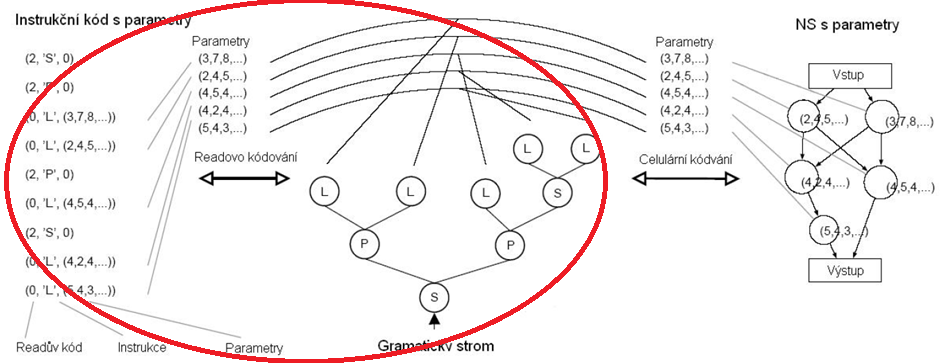 Instrukční kód s parametry
(2, 'S', 0)
(2, 'P', 0)
(0, 'L', (3,7,8,...))
(0, 'L', (2,4,5,...))
(2, 'P', 0)
(0, 'L', (4,5,4,...))
(2, 'S', 0)
(0, 'L', (4,2,4,...))
(0, 'L', (5,4,3,...))
Readův kód
Instrukce
Parametry
Parametry
(3,7,8,...)
(2,4,5,...)
(4,5,4,...)
(4,2,4,...)
(5,4,3,...)
Readovo kódování
L
L
L
L
L
S
P
P
S
Gramatický strom
Parametry
(3,7,8,...)
(2,4,5,...)
(4,5,4,...)
(4,2,4,...)
(5,4,3,...)
Celulární kódvání
NS s parametry
Vstup
(2,4,5,...)
(3,7,8,...)
(4,2,4,...)
(4,5,4,...)
(5,4,3,...)
Výstup